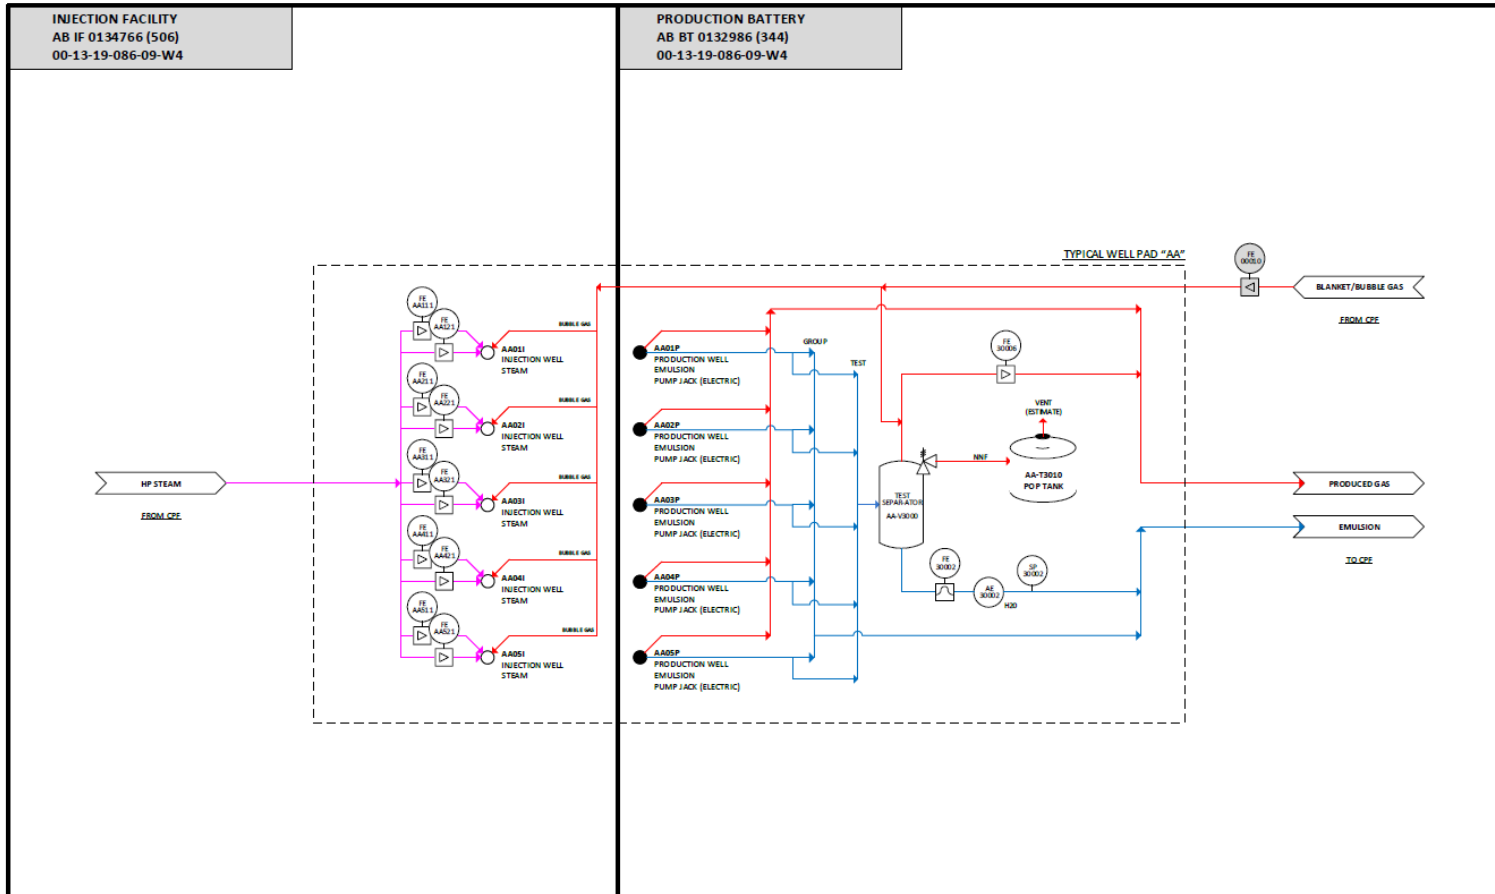 INJECTION FACILITY
AB IF 0134766 (506)
00-13-19-086-09-W4
PRODUCTION BATTERY
AB BT 0132986 (344)
00-13-19-086-09-W4
TYPICAL WELL PAD "AA"
FE
00010
BLANKET/BUBBLE GAS
FROM CPF
HP STEAM
FROM CPF
FE
AA111
FE
AA121
BUBBLE GAS
AA01I
INJECTION WELL
STEAM
FE
AA211
FE
AA221
BUBBLE GAS
AA02I
INJECTION WELL
STEAM
FE
AA311
FE
AA321
BUBBLE GAS
AA03I
INJECTION WELL
STEAM
FE
AA411
FE
AA421
BUBBLE GAS
AA04I
INJECTION WELL
STEAM
FE
AA511
FE
AA521
BUBBLE GAS
AA05I
INJECTION WELL
STEAM
AA01P
PRODUCTION WELL
EMULSION
PUMP JACK (ELECTRIC)
AA02P
PRODUCTION WELL
EMULSION
PUMP JACK (ELECTRIC)
AA03P
PRODUCTION WELL
EMULSION
PUMP JACK (ELECTRIC)
AA04P
PRODUCTION WELL
EMULSION
PUMP JACK (ELECTRIC)
AA05P
PRODUCTION WELL
EMULSION
PUMP JACK (ELECTRIC)
GROUP
TEST
FE
30006
VENT
(ESTIMATE)
NNF
AA-T3010
POP TANK
TEST
SEPARATOR
AA-V3000
FE
30002
AE
30002
H20
SP
30002
PRODUCED GAS
EMULSION
TO CPF